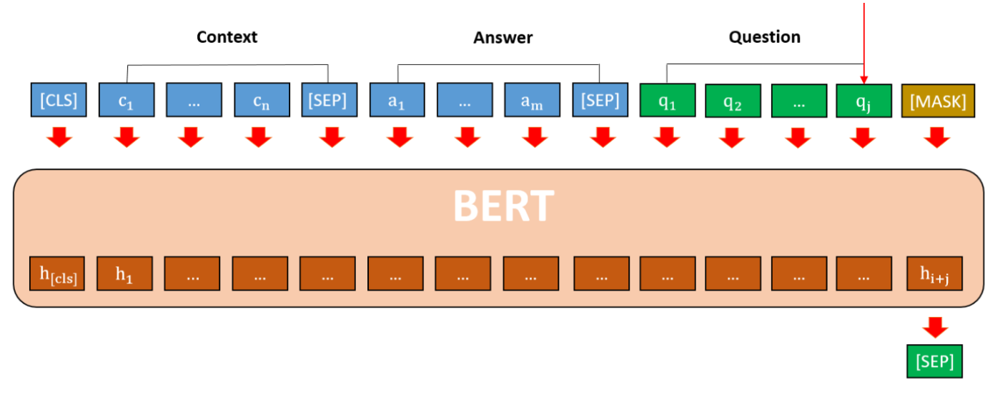 Context Answer Question
[CLS] c₁ ... cₙ [SEP] a₁ ... aₘ [SEP] q₁ q₂ ... qⱼ [MASK]
BERT
h[cls] h₁ ... ... ... ... ... ... ... ... ... ... ... hᵢ₊ⱼ
[SEP]